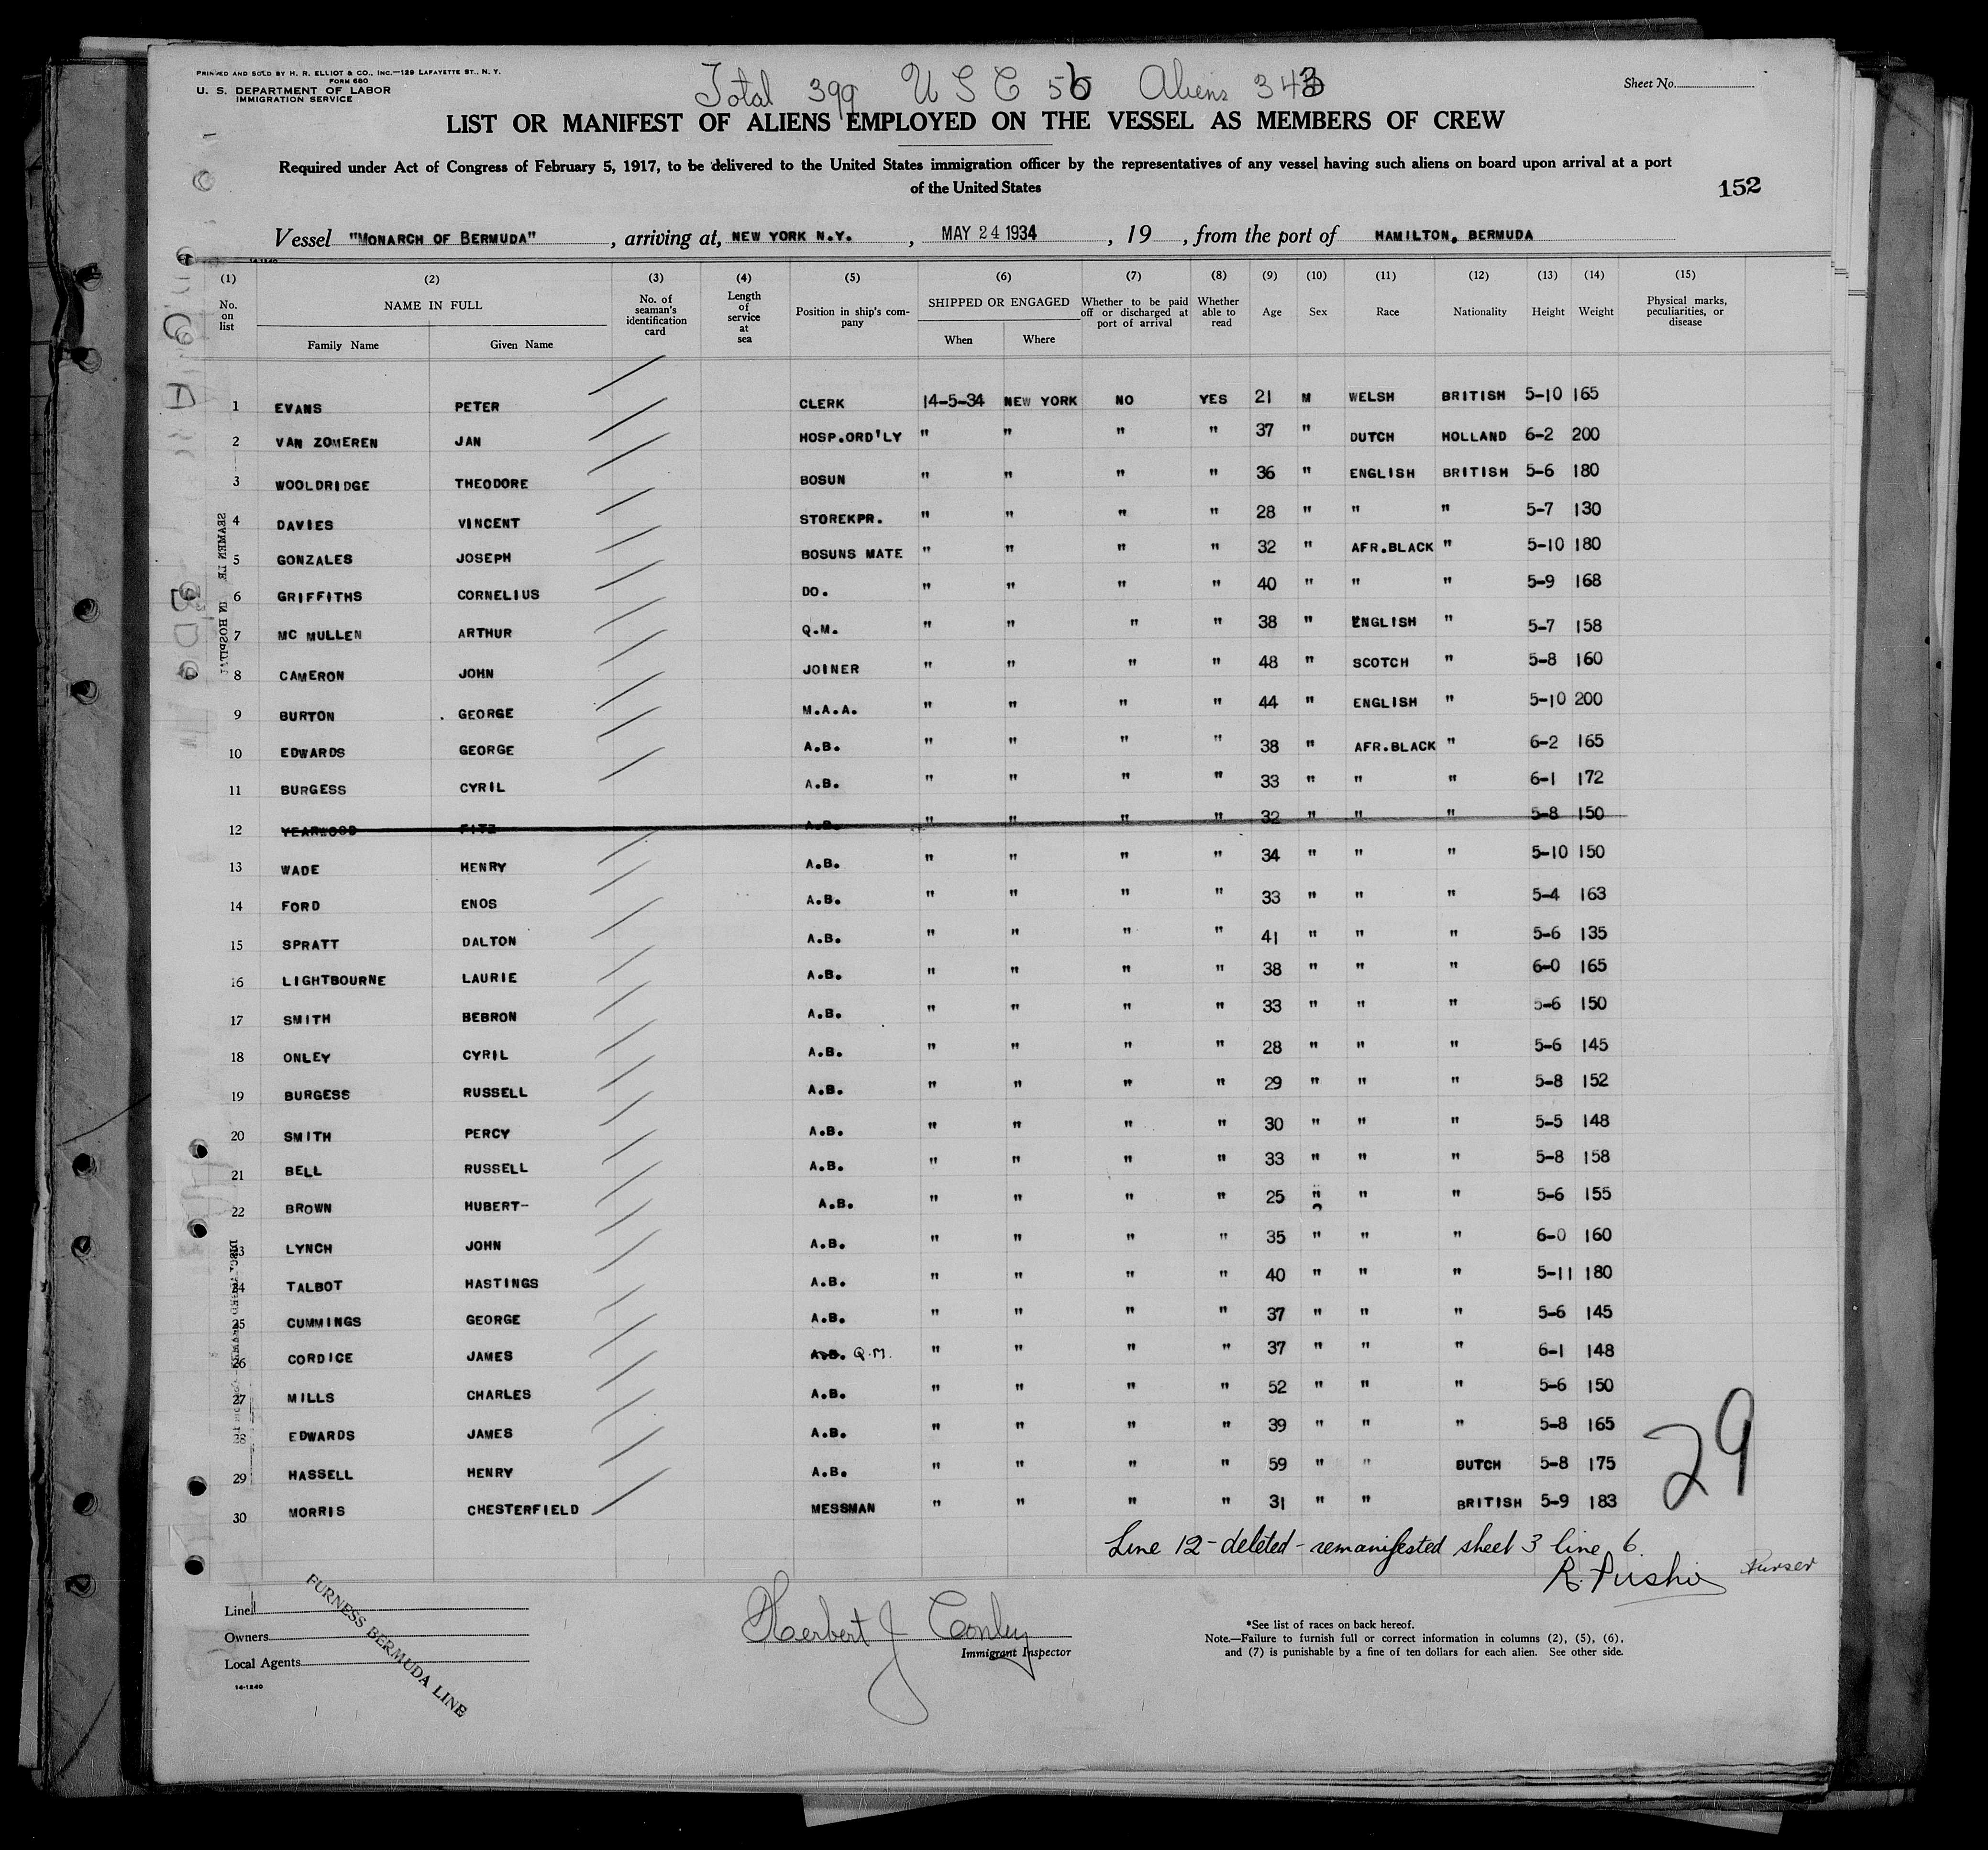 PRINTED AND SOLD BY H. R. ELLIOT & CO., INC.—129 LAFAYETTE ST., N. Y.
FORM 680
U. S. DEPARTMENT OF LABOR
IMMIGRATION SERVICE
Total 399 U S C 56 Aliens 343
Sheet No.
LIST OR MANIFEST OF ALIENS EMPLOYED ON THE VESSEL AS MEMBERS OF CREW
Required under Act of Congress of February 5, 1917, to be delivered to the United States immigration officer by the representatives of any vessel having such aliens on board upon arrival at a port
of the United States
152
Vessel "MONARCH OF BERMUDA", arriving at, NEW YORK N.Y., MAY 24 1934, 19, from the port of HAMILTON, BERMUDA
14-1240
(1) (2) (3) (4) (5) (6) (7) (8) (9) (10) (11) (12) (13) (14) (15)
No. on list NAME IN FULL Family Name Given Name No. of seaman's identification card Length of service at sea Position in ship's company SHIPPED OR ENGAGED When Where Whether to be paid off or discharged at port of arrival Whether able to read Age Sex Race Nationality Height Weight Physical marks, peculiarities, or disease
1 EVANS PETER CLERK 14-5-34 NEW YORK NO YES 21 M WELSH BRITISH 5-10 165
2 VAN ZOMEREN JAN HOSP.ORD'LY " " " " 37 " DUTCH HOLLAND 6-2 200
3 WOOLDRIDGE THEODORE BOSUN " " " " 36 " ENGLISH BRITISH 5-6 180
4 DAVIES VINCENT STOREKPR. " " " " 28 " " " 5-7 130
5 GONZALES JOSEPH BOSUNS MATE " " " " 32 " AFR.BLACK " 5-10 180
6 GRIFFITHS CORNELIUS DO. " " " " 40 " " " 5-9 168
7 MC MULLEN ARTHUR Q.M. " " " " 38 " ENGLISH " 5-7 158
8 CAMERON JOHN JOINER " " " " 48 " SCOTCH " 5-8 160
9 BURTON . GEORGE M.A.A. " " " " 44 " ENGLISH " 5-10 200
10 EDWARDS GEORGE A.B. " " " " 38 " AFR.BLACK " 6-2 165
11 BURGESS CYRIL A.B. " " " " 33 " " " 6-1 172
12 YEARWOOD FITZ A.B. " " " " 32 " " " 5-8 150
13 WADE HENRY A.B. " " " " 34 " " " 5-10 150
14 FORD ENOS A.B. " " " " 33 " " " 5-4 163
15 SPRATT DALTON A.B. " " " " 41 " " " 5-6 135
16 LIGHTBOURNE LAURIE A.B. " " " " 38 " " " 6-0 165
17 SMITH BEBRON A.B. " " " " 33 " " " 5-6 150
18 ONLEY CYRIL A.B. " " " " 28 " " " 5-6 145
19 BURGESS RUSSELL A.B. " " " " 29 " " " 5-8 152
20 SMITH PERCY A.B. " " " " 30 " " " 5-5 148
21 BELL RUSSELL A.B. " " " " 33 " " " 5-8 158
22 BROWN HUBERT- A.B. " " " " 25 " " " 5-6 155
23 LYNCH JOHN A.B. " " " " 35 " " " 6-0 160
24 TALBOT HASTINGS A.B. " " " " 40 " " " 5-11 180
25 CUMMINGS GEORGE A.B. " " " " 37 " " " 5-6 145
26 CORDICE JAMES A.B. Q.M. " " " " 37 " " " 6-1 148
27 MILLS CHARLES A.B. " " " " 52 " " " 5-6 150
28 EDWARDS JAMES A.B. " " " " 39 " " " 5-8 165
29 HASSELL HENRY A.B. " " " " 59 " " DUTCH 5-8 175
30 MORRIS CHESTERFIELD MESSMAN " " " " 31 " " BRITISH 5-9 183
29
Line 12 - deleted - remanifested sheet 3 line 6.
Purser
Line
Owners
Local Agents
14-1240
FURNESS BERMUDA LINE
Herbert J Conley
Immigrant Inspector
*See list of races on back hereof.
Note.—Failure to furnish full or correct information in columns (2), (5), (6),
and (7) is punishable by a fine of ten dollars for each alien. See other side.